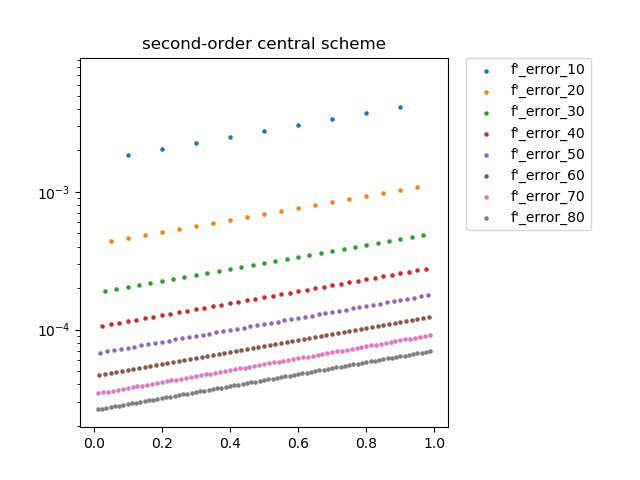 second-order central scheme
f'_error_10
f'_error_20
f'_error_30
f'_error_40
f'_error_50
f'_error_60
f'_error_70
f'_error_80
10⁻³
10⁻⁴
0.0 0.2 0.4 0.6 0.8 1.0